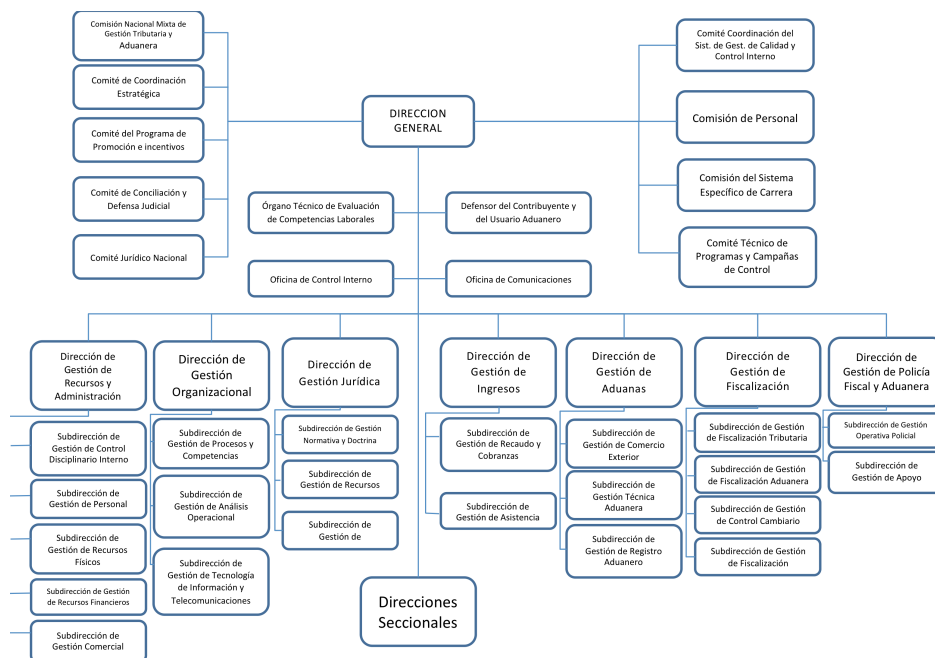 Comisión Nacional Mixta de
Gestión Tributaria y
Aduanera
Comité de Coordinación
Estratégica
Comité del Programa de
Promoción e incentivos
Comité de Conciliación y
Defensa Judicial
Comité Jurídico Nacional
DIRECCION
GENERAL
Comité Coordinación del
Sist. de Gest. de Calidad y
Control Interno
Comisión de Personal
Comisión del Sistema
Específico de Carrera
Comité Técnico de
Programas y Campañas
de Control
Órgano Técnico de Evaluación
de Competencias Laborales
Defensor del Contribuyente y
del Usuario Aduanero
Oficina de Control Interno
Oficina de Comunicaciones
Dirección de
Gestión de
Recursos y
Administración
Subdirección de
Gestión de Control
Disciplinario Interno
Subdirección de
Gestión de Personal
Subdirección de
Gestión de Recursos
Físicos
Subdirección de Gestión
de Recursos Financieros
Subdirección de
Gestión Comercial
Dirección de
Gestión
Organizacional
Subdirección de
Gestión de Procesos y
Competencias
Subdirección de
Gestión de Análisis
Operacional
Subdirección de
Gestión de Tecnología
de Información y
Telecomunicaciones
Dirección de
Gestión Jurídica
Subdirección de Gestión
Normativa y Doctrina
Subdirección de
Gestión de Recursos
Subdirección de
Gestión de
Dirección de
Gestión de
Ingresos
Subdirección de
Gestión de Recaudo y
Cobranzas
Subdirección de
Gestión de Asistencia
Dirección de
Gestión de
Aduanas
Subdirección de
Gestión de Comercio
Exterior
Subdirección de
Gestión Técnica
Aduanera
Subdirección de
Gestión de Registro
Aduanero
Dirección de
Gestión de
Fiscalización
Subdirección de Gestión
de Fiscalización Tributaria
Subdirección de Gestión
de Fiscalización Aduanera
Subdirección de Gestión
de Control Cambiario
Subdirección de Gestión
de Fiscalización
Dirección de
Gestión de Policía
Fiscal y Aduanera
Subdirección de Gestión
Operativa Policial
Subdirección de
Gestión de Apoyo
Direcciones
Seccionales